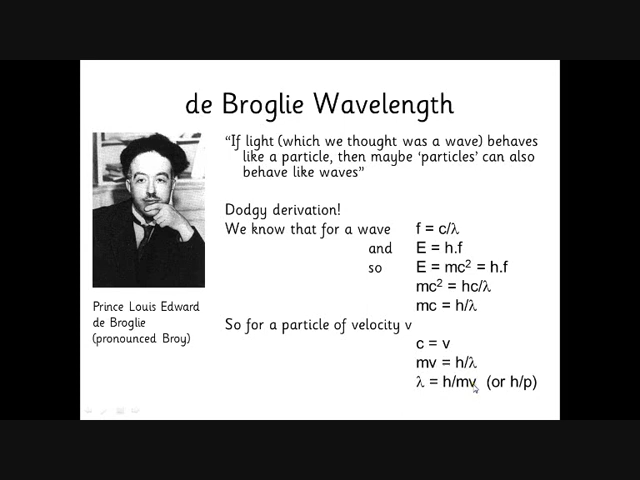 de Broglie Wavelength
“If light (which we thought was a wave) behaves
like a particle, then maybe ‘particles’ can also
behave like waves”
Dodgy derivation!
We know that for a wave f = c/λ
and E = h.f
so E = mc² = h.f
mc² = hc/λ
mc = h/λ
Prince Louis Edward
de Broglie
(pronounced Broy)
So for a particle of velocity v
c = v
mv = h/λ
λ = h/mv (or h/p)